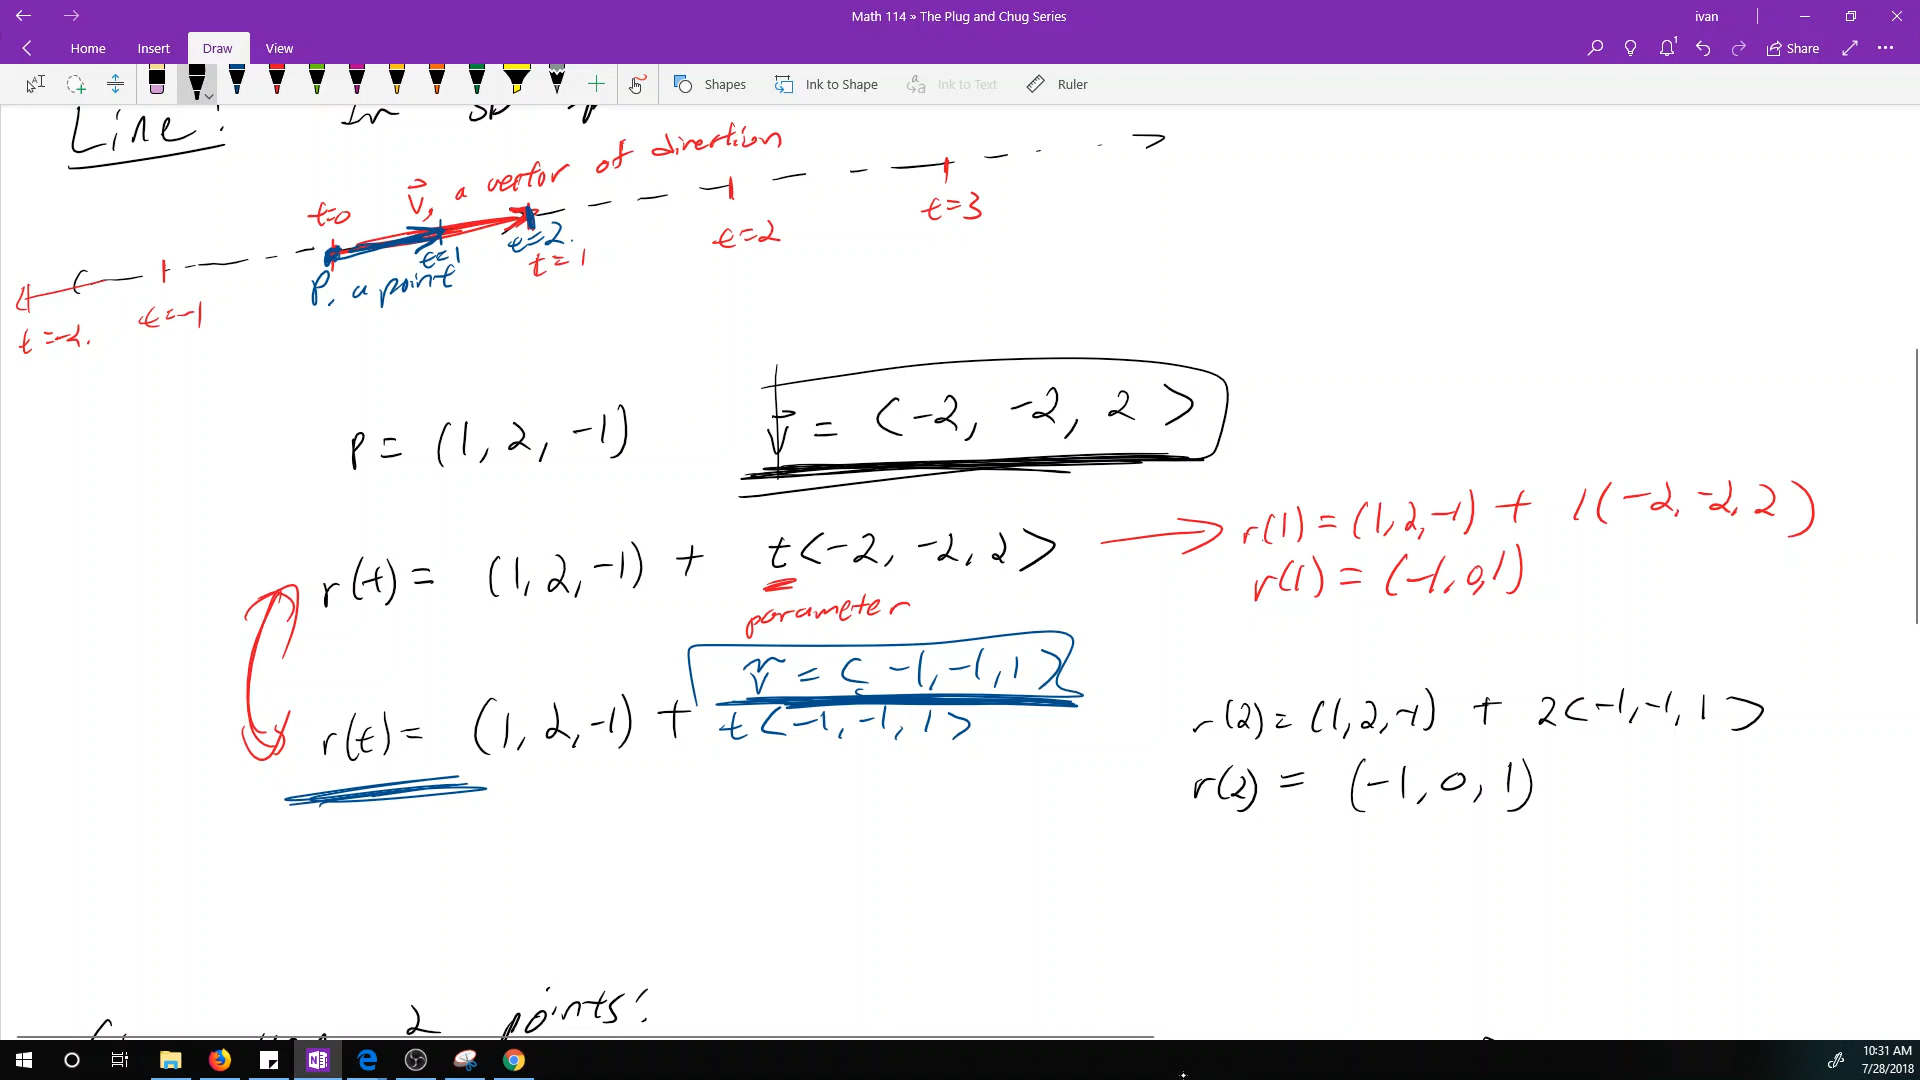 Math 114 » The Plug and Chug Series
ivan
Home Insert Draw View
1
Share
Shapes
Ink to Shape
Ink to Text
Ruler
Line: In
v, a vector of direction
t=0
t=3
t=2
t=1
t=2.
t=1
P, a point
t=-1
t=-2.
P = (1, 2, -1)
v = <-2, -2, 2>
r(t) = (1, 2, -1) + t<-2, -2, 2>
parameter
r(1) = (1, 2, -1) + 1(-2, -2, 2)
r(1) = (-1, 0, 1)
v = < -1, -1, 1>
r(t) = (1, 2, -1) + t<-1, -1, 1>
r(2) = (1, 2, -1) + 2<-1, -1, 1>
r(2) = (-1, 0, 1)
2 points:
10:31 AM
7/28/2018